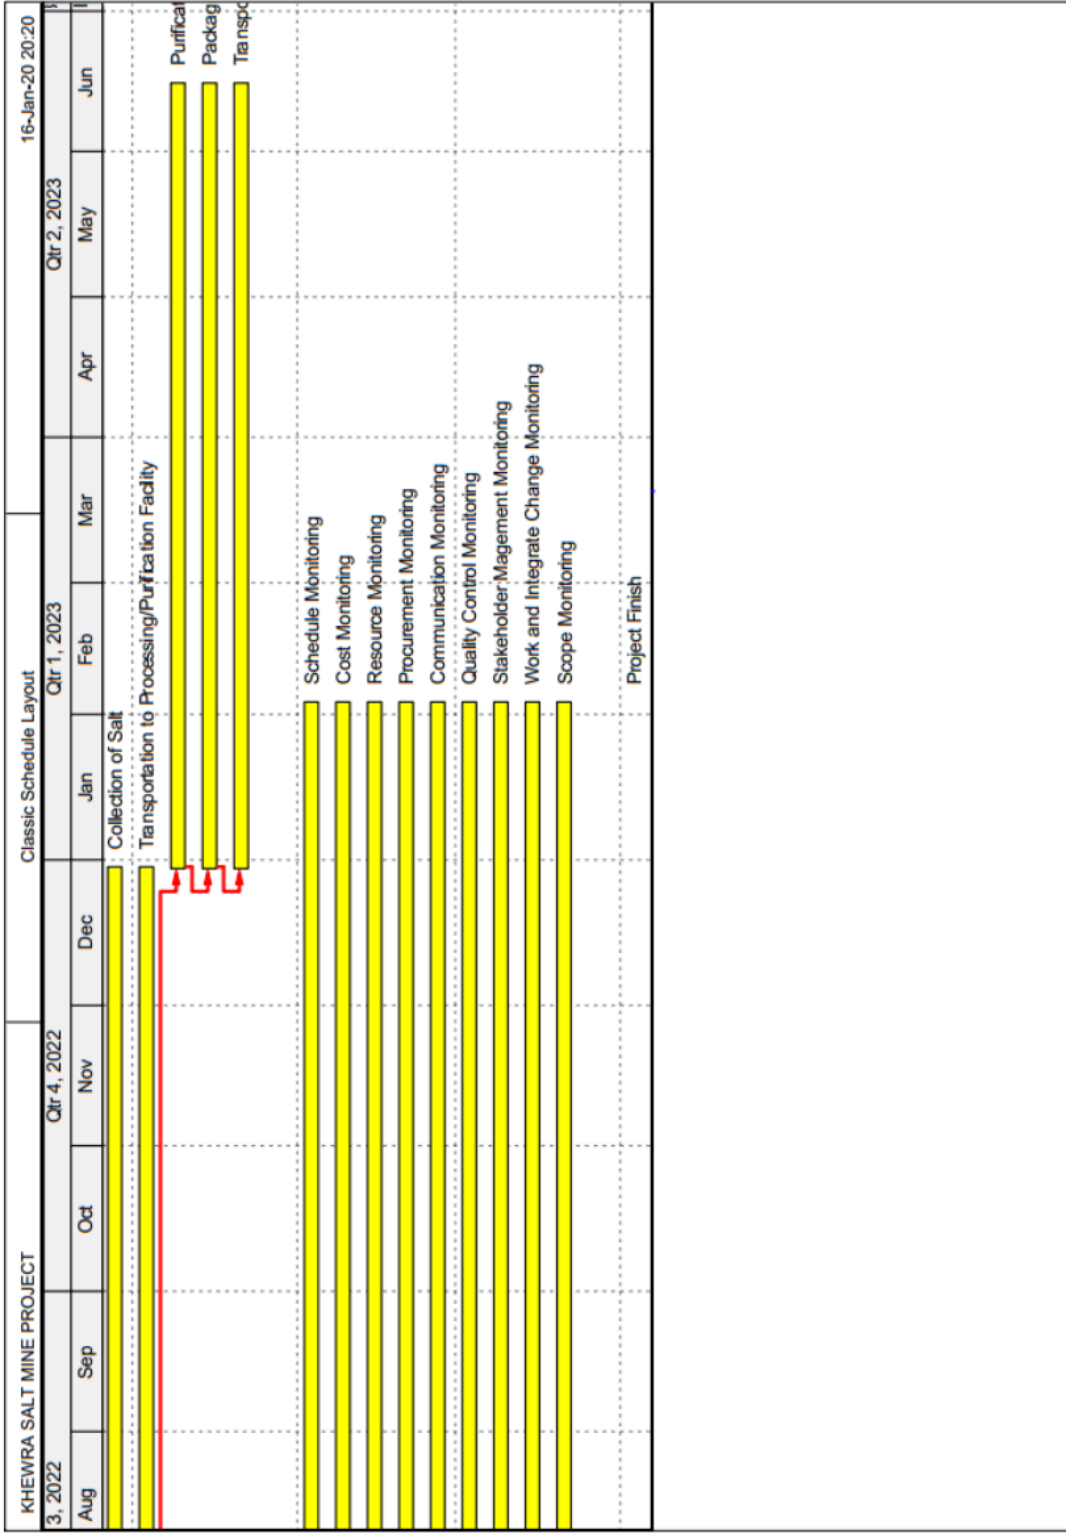 KHEWRA SALT MINE PROJECT
Classic Schedule Layout
16-Jan-20 20:20
3, 2022
Qtr 4, 2022
Qtr 1, 2023
Qtr 2, 2023
Aug
Sep
Oct
Nov
Dec
Jan
Feb
Mar
Apr
May
Jun
Collection of Salt
Transportation to Processing/Purification Facility
Purificat
Packag
Transpo
Schedule Monitoring
Cost Monitoring
Resource Monitoring
Procurement Monitoring
Communication Monitoring
Quality Control Monitoring
Stakeholder Magement Monitoring
Work and Integrate Change Monitoring
Scope Monitoring
Project Finish